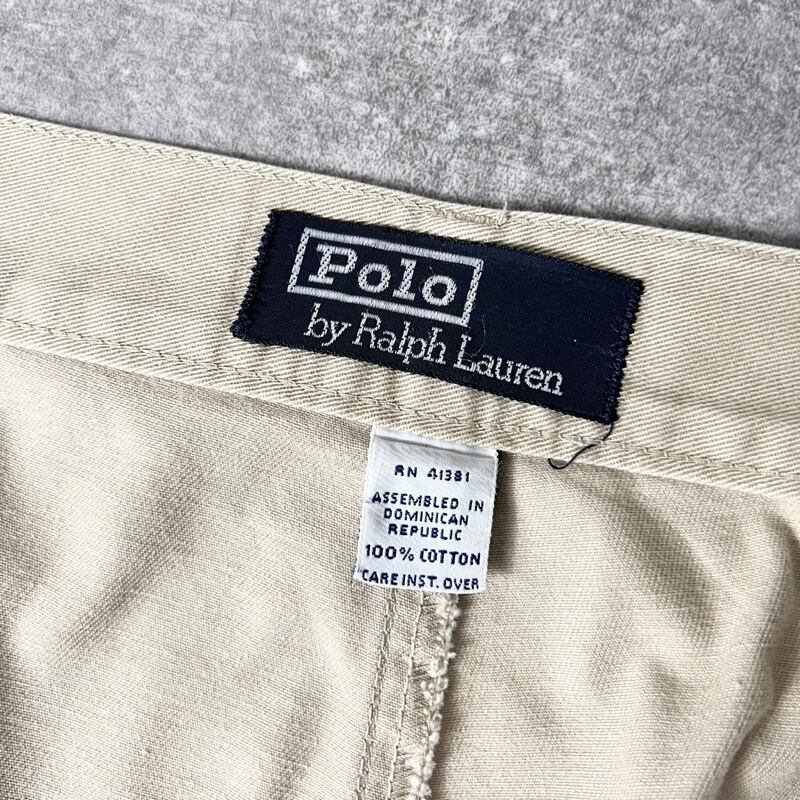 Polo
by Ralph Lauren
RN 41381
ASSEMBLED IN
DOMINICAN
REPUBLIC
100% COTTON
CARE INST. OVER